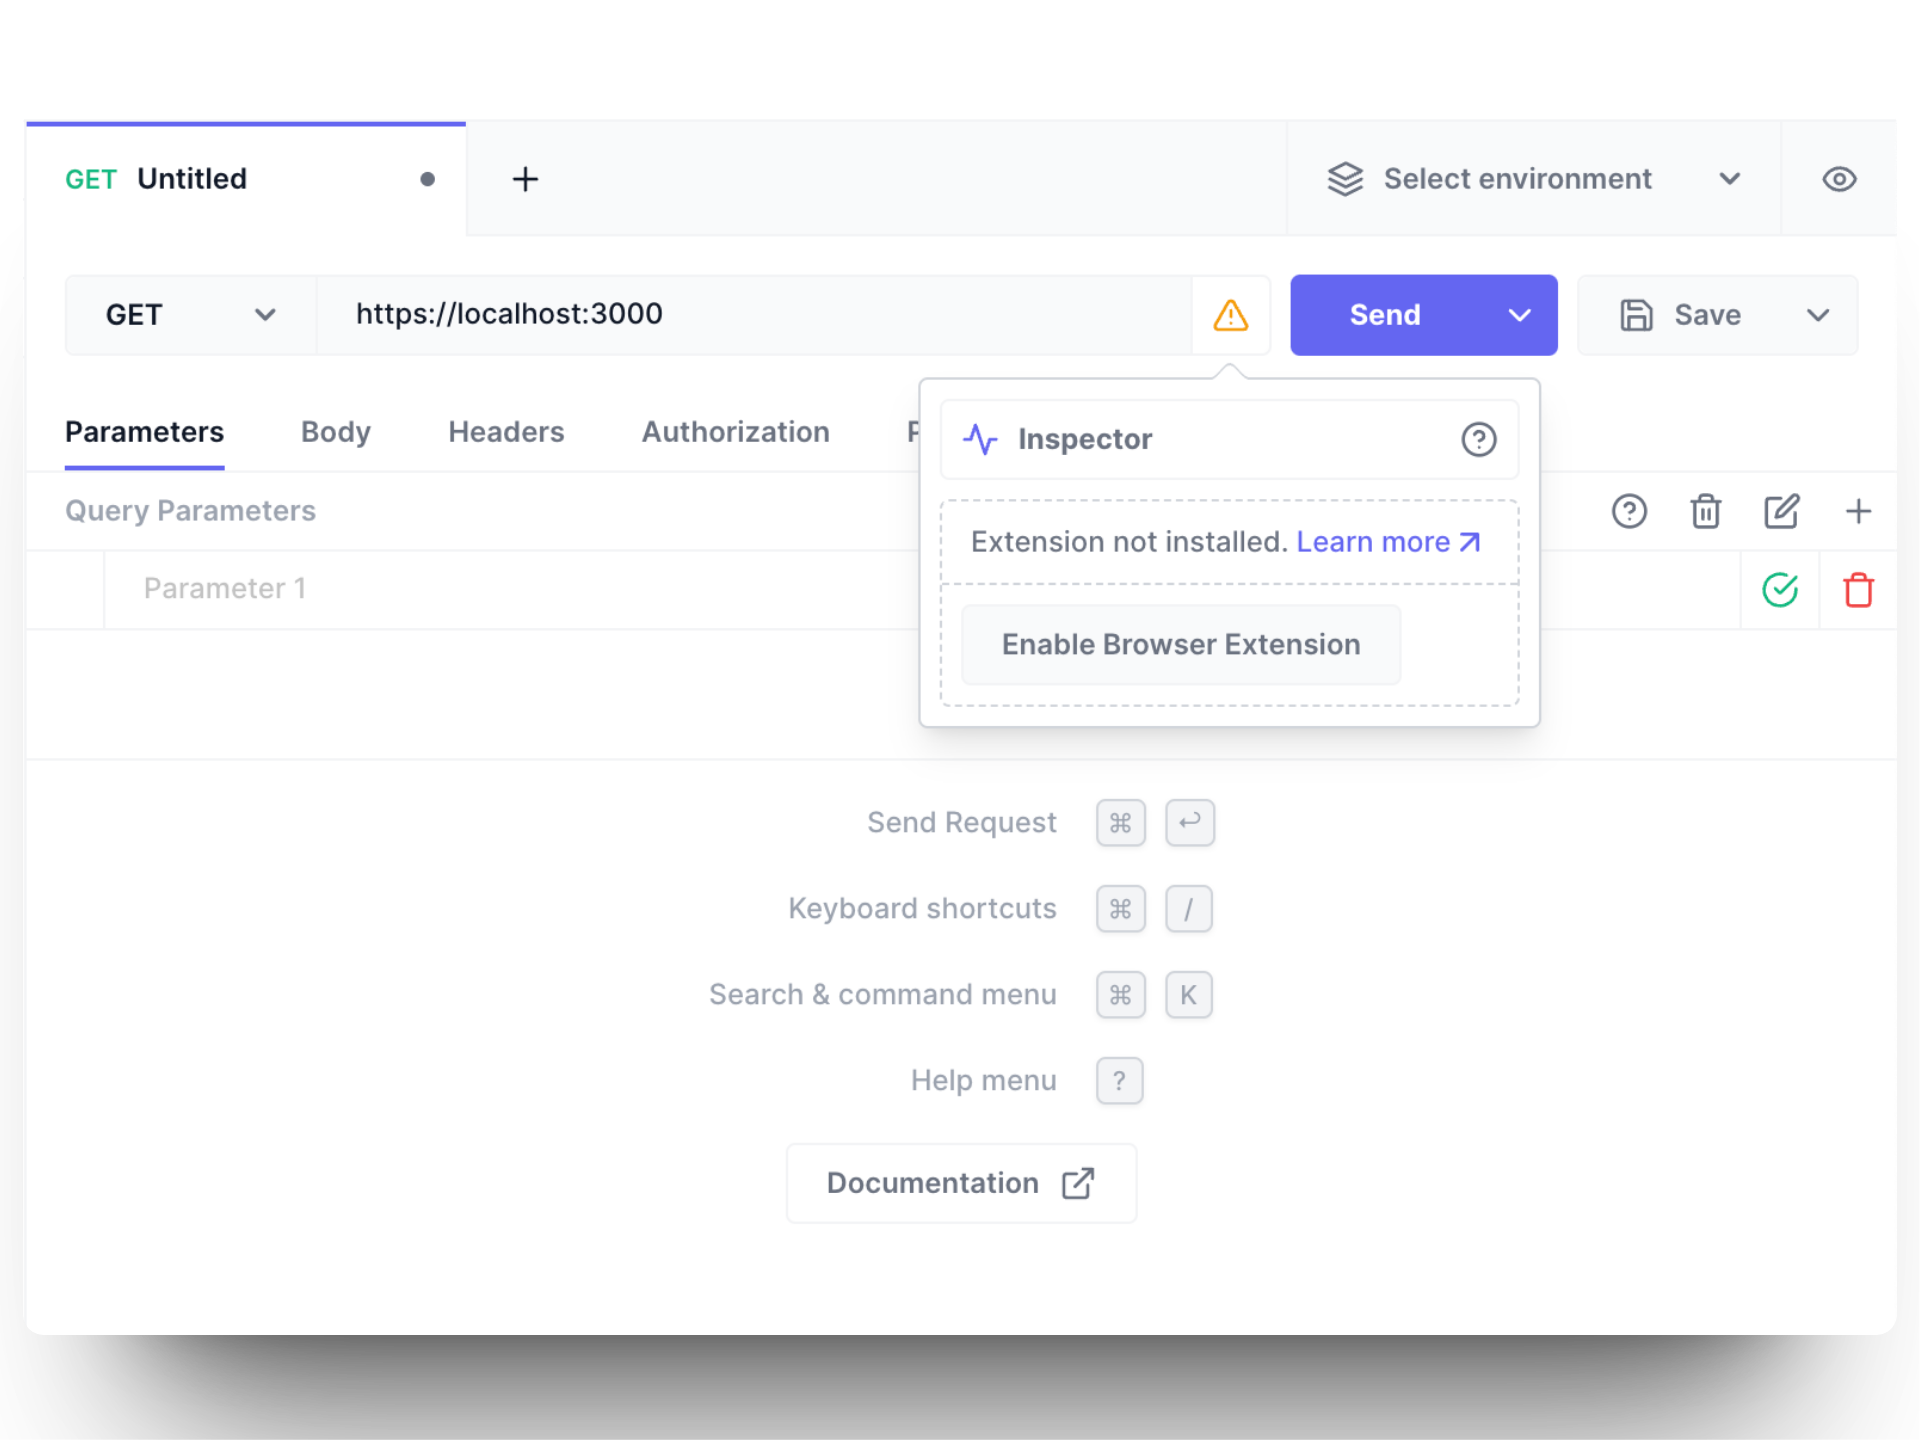 GET Untitled
Select environment
GET
https://localhost:3000
Send
Save
Parameters
Body
Headers
Authorization
Inspector
Query Parameters
Extension not installed. Learn more
Parameter 1
Enable Browser Extension
Send Request ⌘ ↩
Keyboard shortcuts ⌘ /
Search & command menu ⌘ K
Help menu ?
Documentation